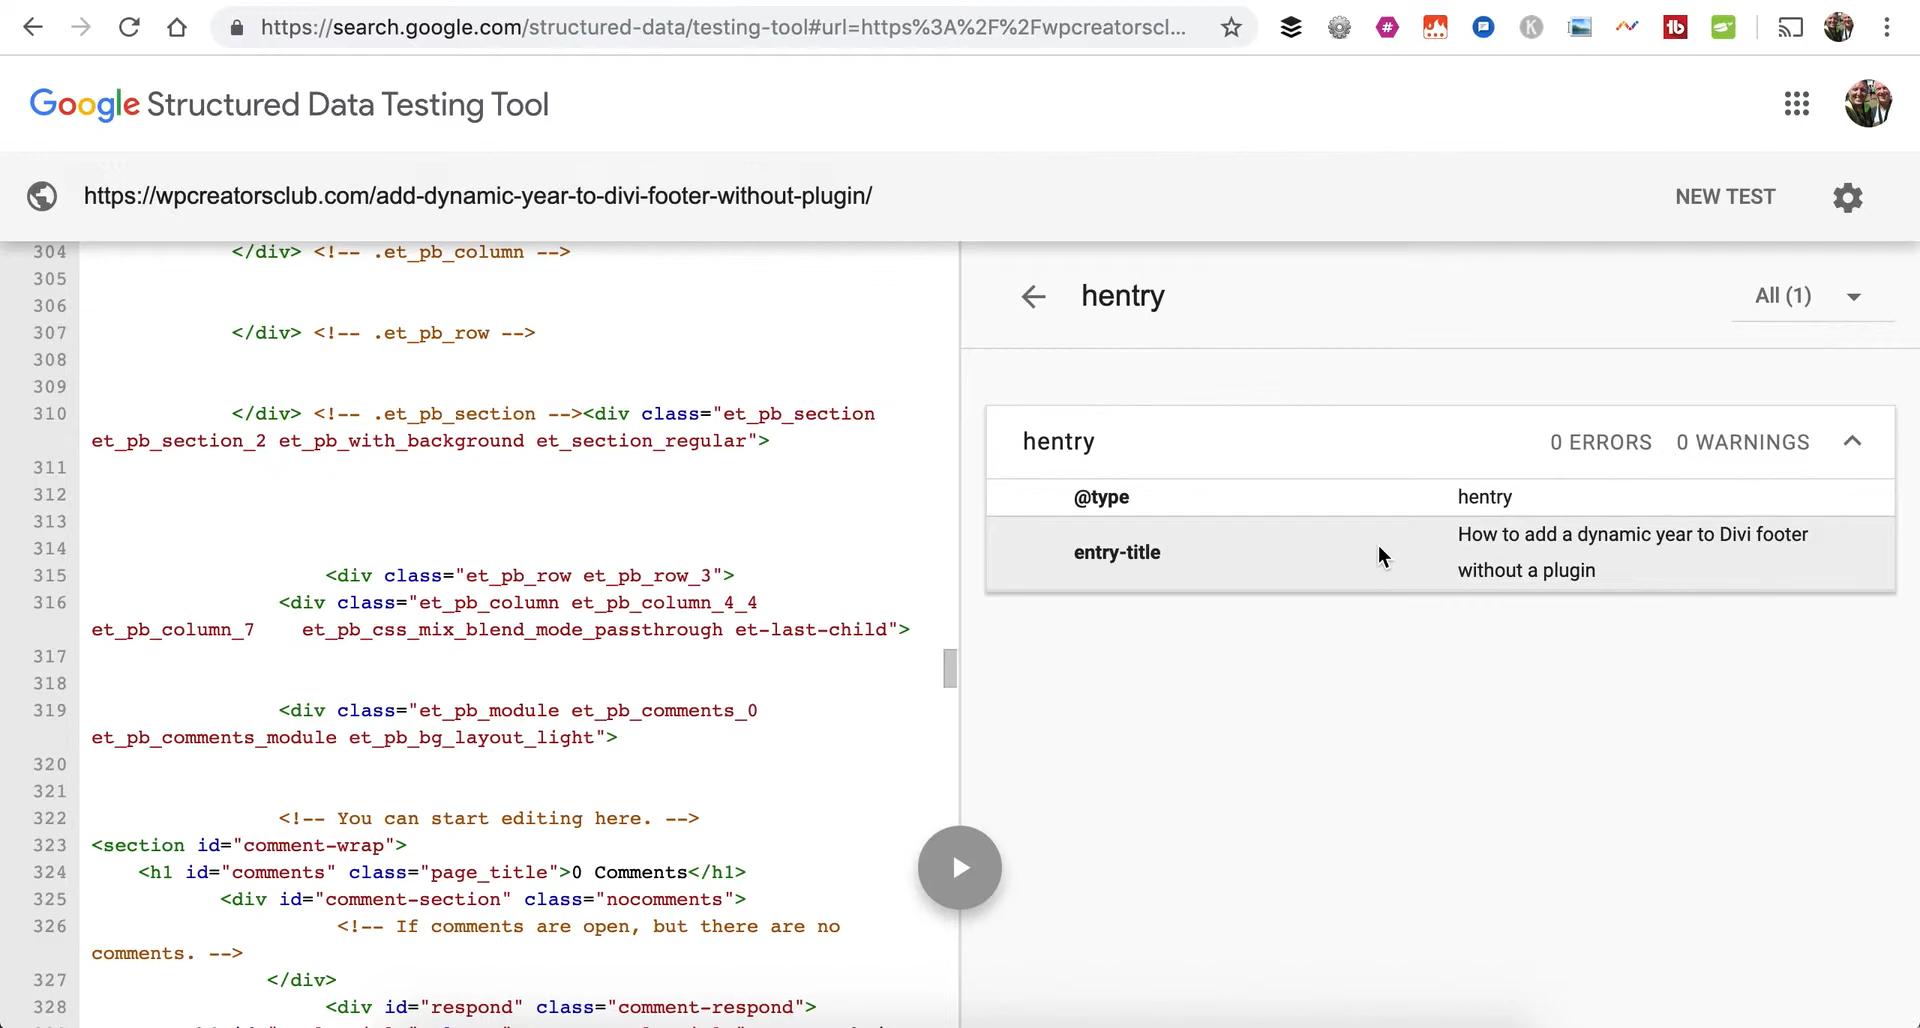 https://search.google.com/structured-data/testing-tool#url=https%3A%2F%2Fwpcreatorscl...
Google Structured Data Testing Tool
https://wpcreatorsclub.com/add-dynamic-year-to-divi-footer-without-plugin/
NEW TEST
304 </div> <!-- .et_pb_column -->
305
306
307 </div> <!-- .et_pb_row -->
308
309
310 </div> <!-- .et_pb_section --><div class="et_pb_section
et_pb_section_2 et_pb_with_background et_section_regular">
311
312
313
314
315 <div class="et_pb_row et_pb_row_3">
316 <div class="et_pb_column et_pb_column_4_4
et_pb_column_7    et_pb_css_mix_blend_mode_passthrough et-last-child">
317
318
319 <div class="et_pb_module et_pb_comments_0
et_pb_comments_module et_pb_bg_layout_light">
320
321
322 <!-- You can start editing here. -->
323 <section id="comment-wrap">
324 <h1 id="comments" class="page_title">0 Comments</h1>
325 <div id="comment-section" class="nocomments">
326 <!-- If comments are open, but there are no
comments. -->
327 </div>
328 <div id="respond" class="comment-respond">
hentry
All (1)
hentry 0 ERRORS 0 WARNINGS
@type hentry
entry-title How to add a dynamic year to Divi footer
without a plugin